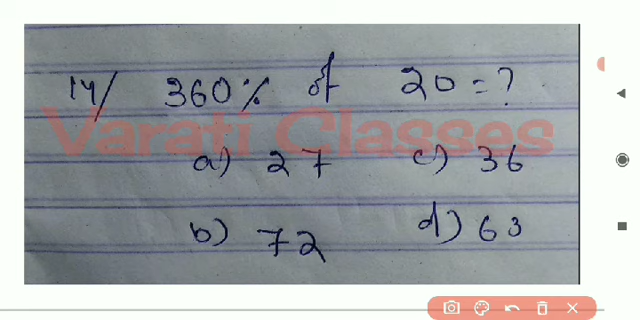 14/ 360% of 20 = ?
Varati Classes
a) 27 c) 36
b) 72 d) 63